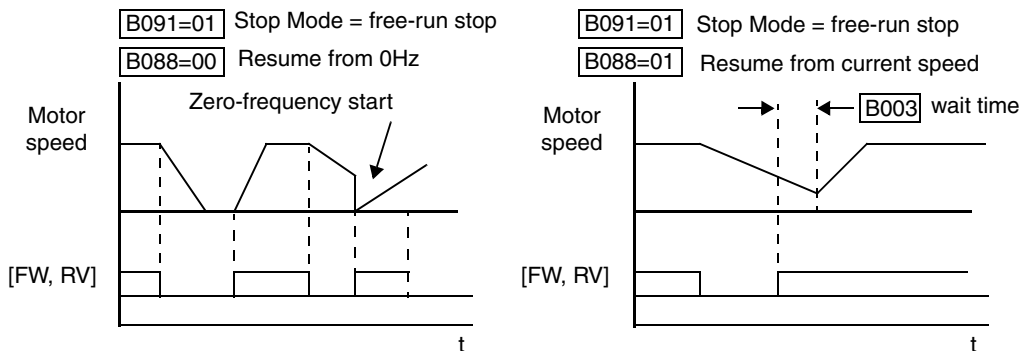 B091=01 Stop Mode = free-run stop
B088=00 Resume from 0Hz
Zero-frequency start
Motor
speed
[FW, RV]
t
B091=01 Stop Mode = free-run stop
B088=01 Resume from current speed
B003 wait time
Motor
speed
[FW, RV]
t